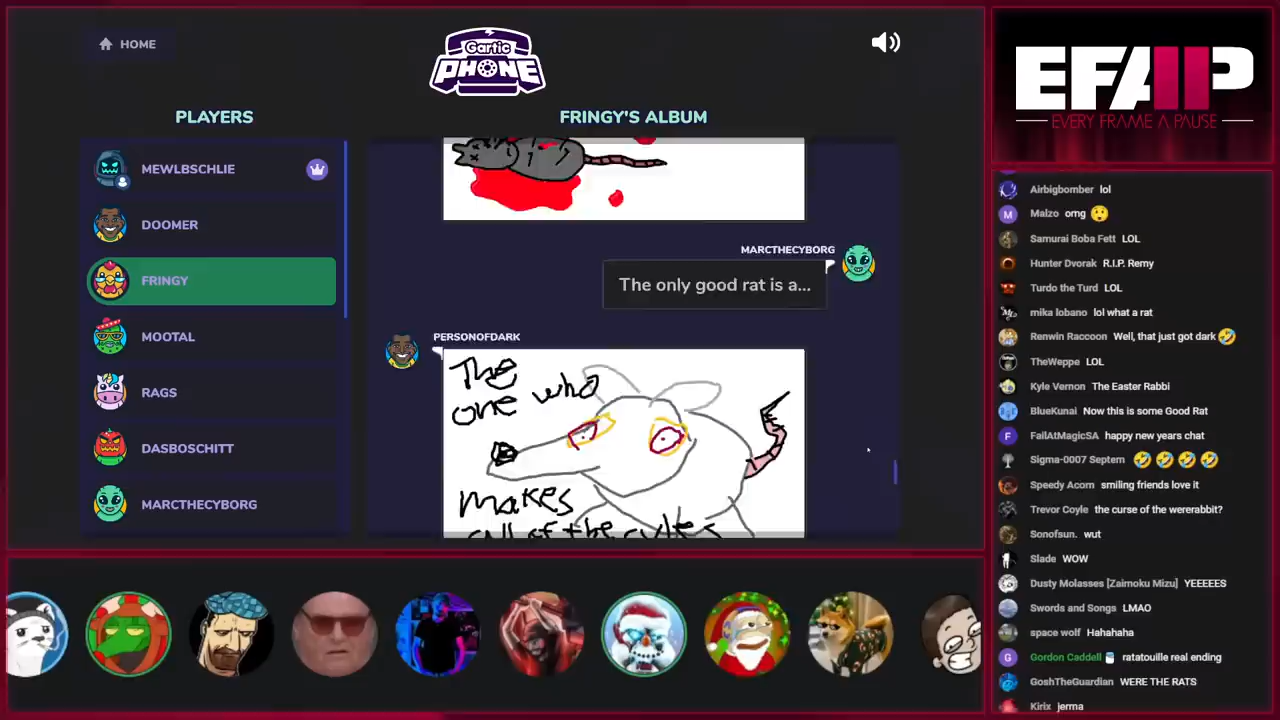 HOME
Gartic
PHONE
PLAYERS
FRINGY'S ALBUM
MEWLBSCHLIE
DOOMER
FRINGY
MOOTAL
RAGS
DASBOSCHITT
MARCTHECYBORG
MARCTHECYBORG
The only good rat is a...
PERSONOFDARK
The
one who
makes
all of the rules
EFAP
EVERY FRAME A PAUSE
Airbigbomber lol
M Malzo omg 😲
Samurai Boba Fett LOL
Hunter Dvorak R.I.P. Remy
Turdo the Turd LOL
mika lobano lol what a rat
Renwin Raccoon Well, that just got dark 🤣
TheWeppe LOL
Kyle Vernon The Easter Rabbi
BlueKunai Now this is some Good Rat
F FailAtMagicSA happy new years chat
Sigma-0007 Septem 🤣 🤣 🤣 🤣
Speedy Acorn smiling friends love it
Trevor Coyle the curse of the wererabbit?
Sonofsun. wut
Slade WOW
Dusty Molasses [Zaimoku Mizu] YEEEEES
Swords and Songs LMAO
space wolf Hahahaha
G Gordon Caddell ratatouille real ending
GoshTheGuardian WERE THE RATS
Kirix jerma